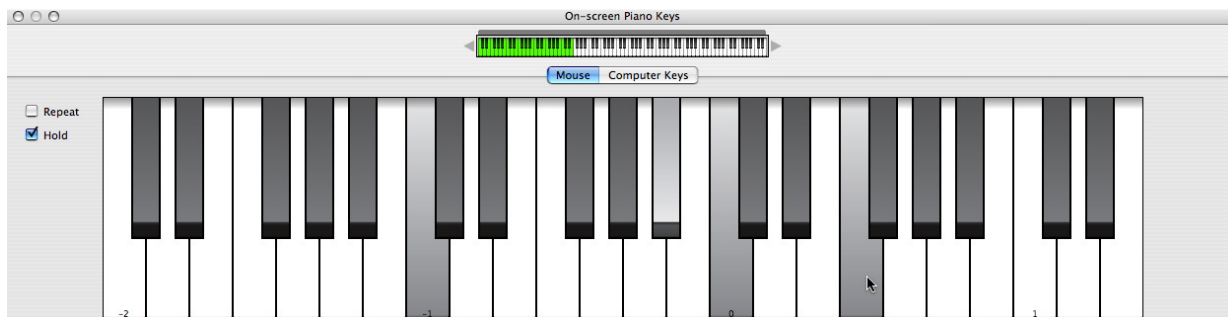 On-screen Piano Keys
Mouse Computer Keys
Repeat
Hold
-2 -1 0 1